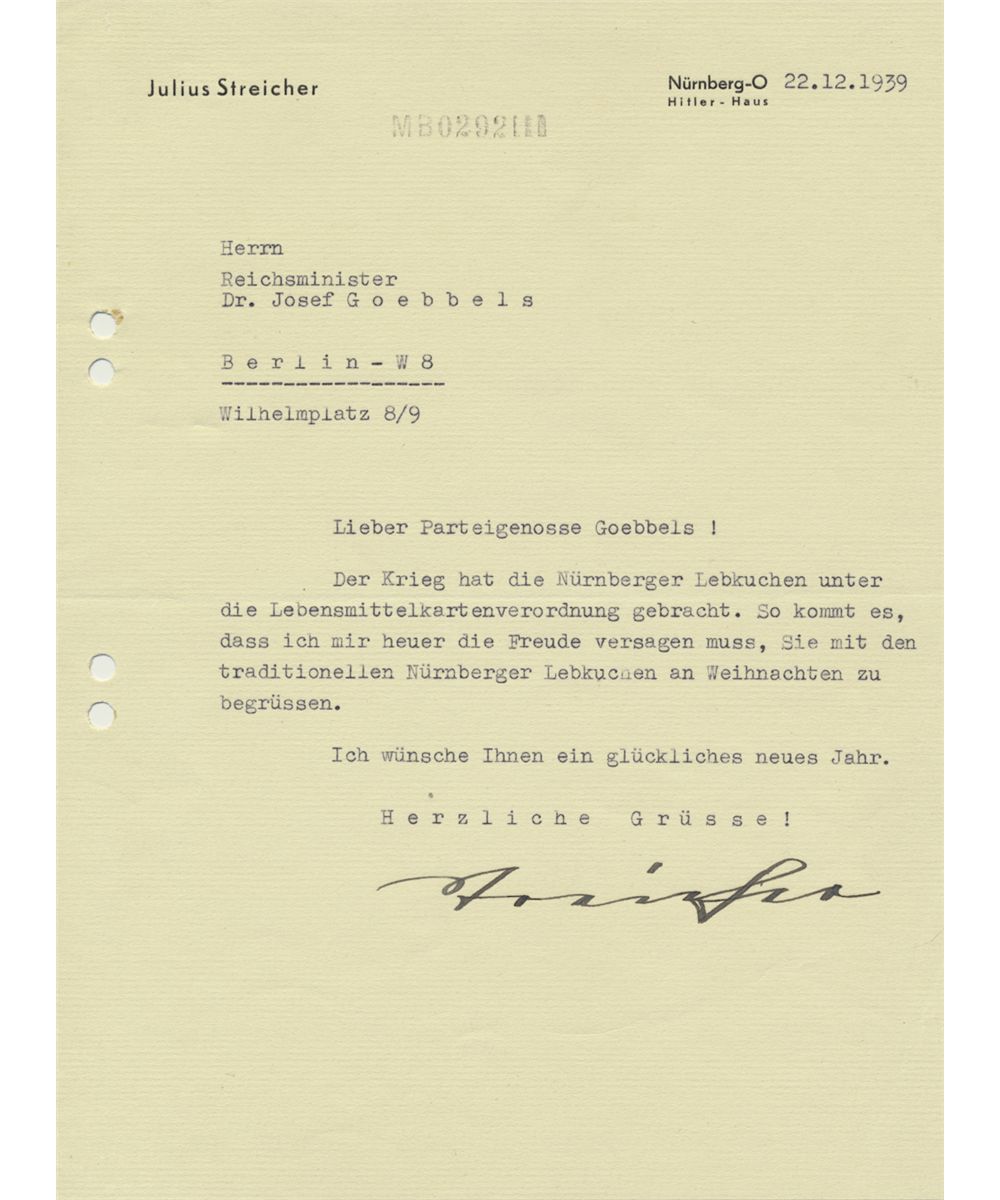 Julius Streicher
Nürnberg-O 22.12.1939
Hitler-Haus
MB0292
Herrn
Reichsminister
Dr. Josef G o e b b e l s
B e r l i n - W 8
Wilhelmplatz 8/9
Lieber Parteigenosse Goebbels !
Der Krieg hat die Nürnberger Lebkuchen unter
die Lebensmittelkartenverordnung gebracht. So kommt es,
dass ich mir heuer die Freude versagen muss, Sie mit den
traditionellen Nürnberger Lebkuchen an Weihnachten zu
begrüssen.
Ich wünsche Ihnen ein glückliches neues Jahr.
H e r z l i c h e G r ü s s e !
Streicher